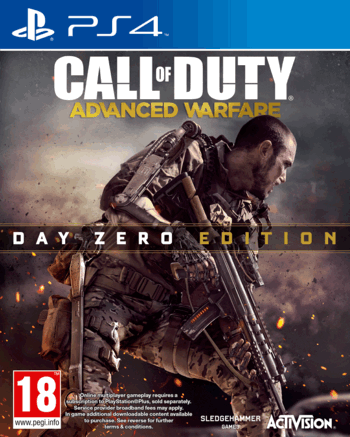 PS4
CALL OF DUTY
ADVANCED WARFARE
DAY ZERO EDITION
18
www.pegi.info
Online multiplayer gameplay requires a
subscription to PlayStation®Plus, sold separately.
Service provider broadband fees may apply.
In game additional downloadable content available
to purchase. See reverse for further
terms & conditions.
SLEDGEHAMMER
GAMES
ACTIVISION.